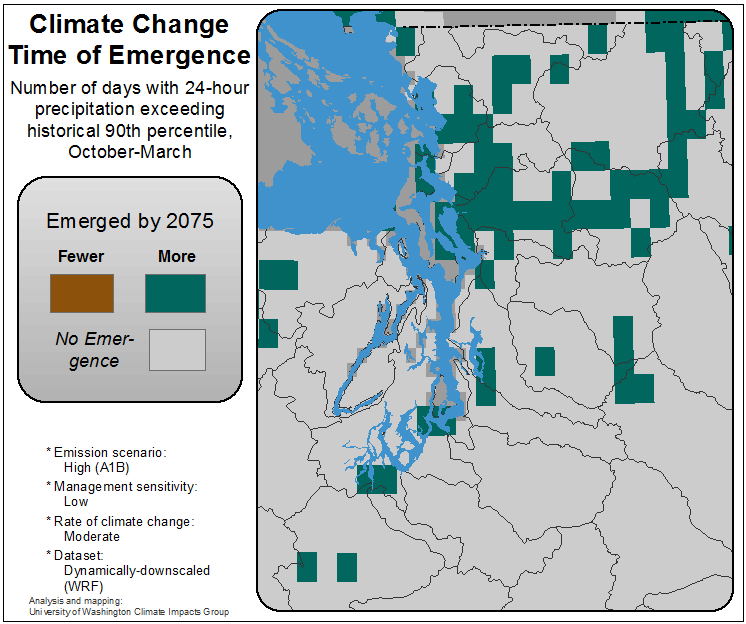 Climate Change
Time of Emergence
Number of days with 24-hour
precipitation exceeding
historical 90th percentile,
October-March
Emerged by 2075
Fewer
More
No Emer-
gence
* Emission scenario:
High (A1B)
* Management sensitivity:
Low
* Rate of climate change:
Moderate
* Dataset:
Dynamically-downscaled
(WRF)
Analysis and mapping:
University of Washington Climate Impacts Group